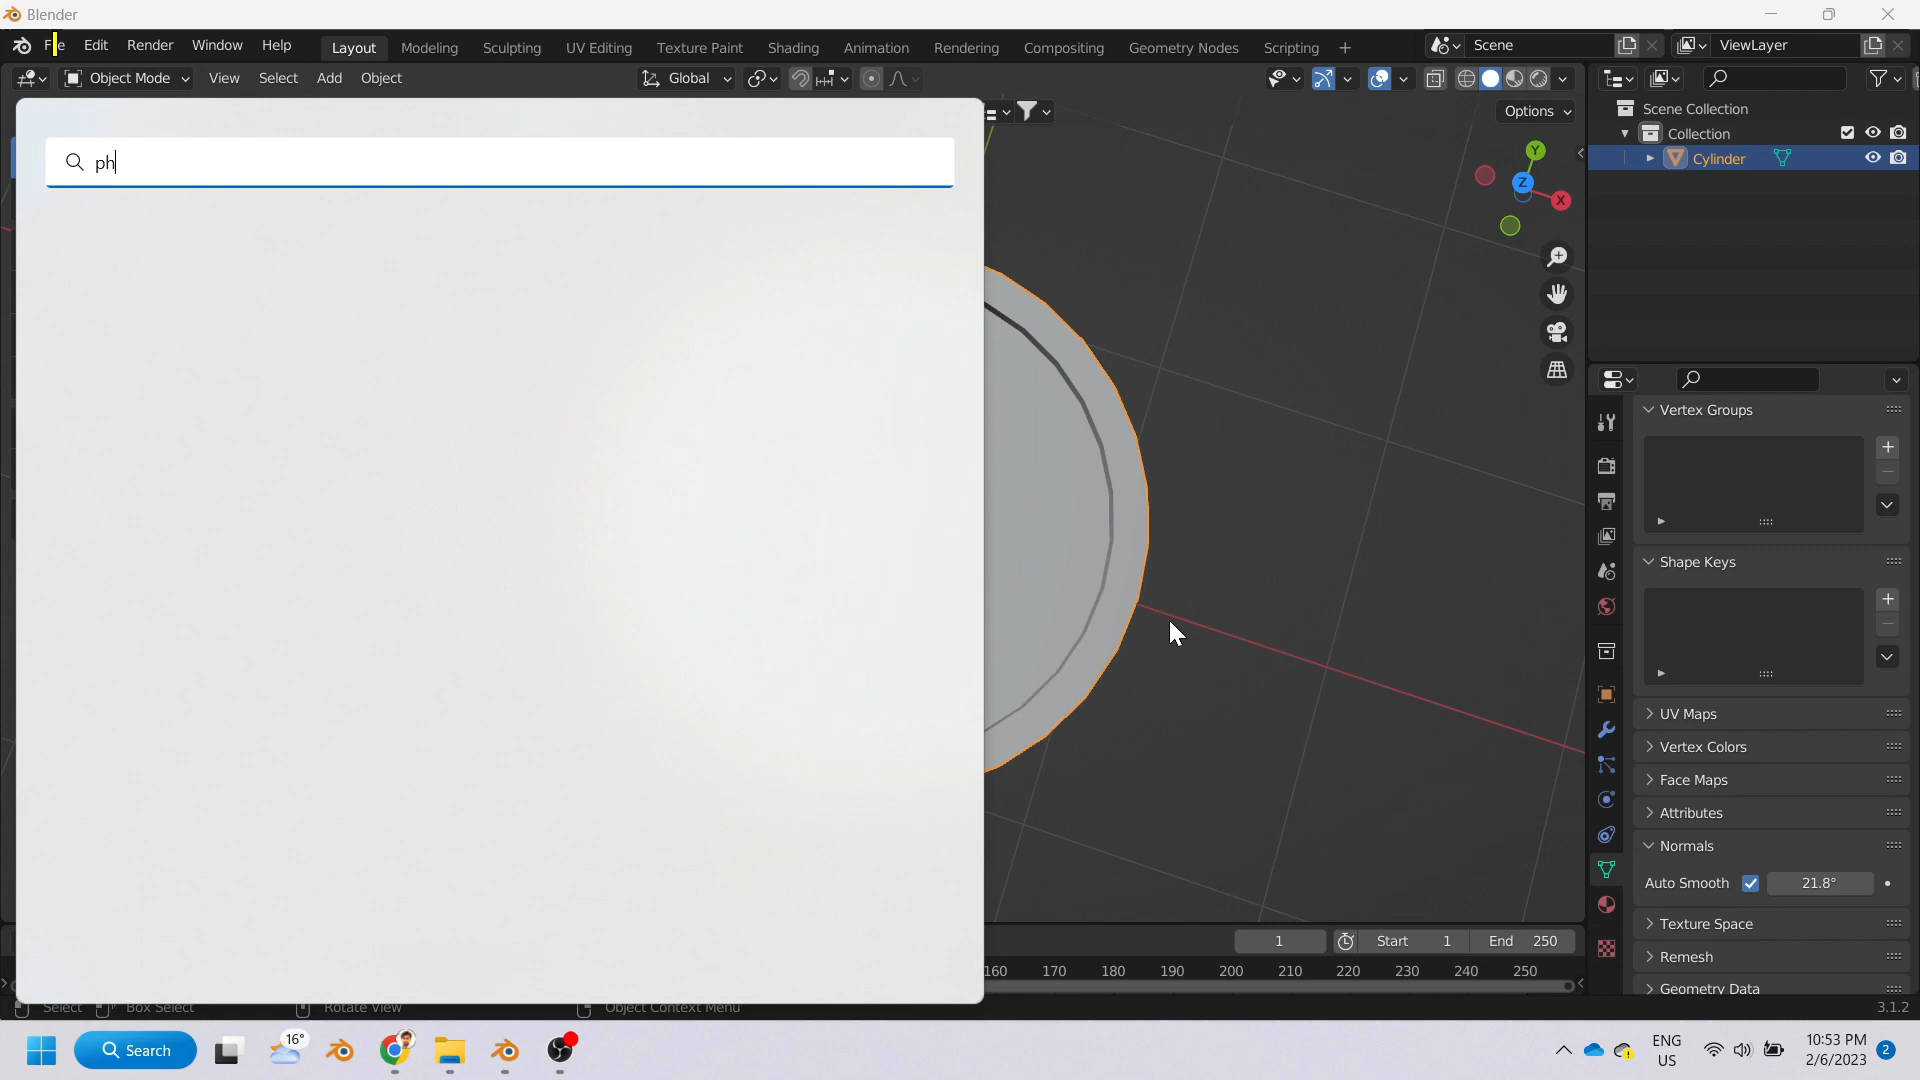 Blender
File Edit Render Window Help Layout Modeling Sculpting UV Editing Texture Paint Shading Animation Rendering Compositing Geometry Nodes Scripting + Scene ViewLayer
Object Mode View Select Add Object Global
Options
ph
Y
Z
X
Scene Collection
Collection
Cylinder
Vertex Groups
Shape Keys
UV Maps
Vertex Colors
Face Maps
Attributes
Normals
Auto Smooth 21.8°
Texture Space
Remesh
Geometry Data
1 Start 1 End 250
160 170 180 190 200 210 220 230 240 250
Select Box Select Rotate View Object Context Menu 3.1.2
Search 16° ENG US 10:53 PM 2/6/2023 2